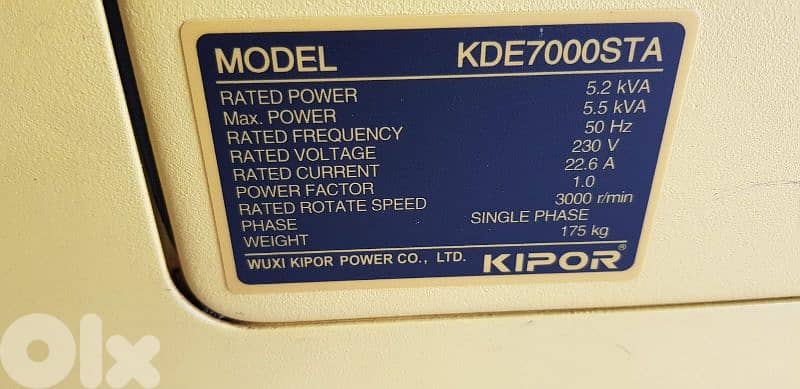 MODEL KDE7000STA
RATED POWER 5.2 kVA
Max. POWER 5.5 kVA
RATED FREQUENCY 50 Hz
RATED VOLTAGE 230 V
RATED CURRENT 22.6 A
POWER FACTOR 1.0
RATED ROTATE SPEED 3000 r/min
PHASE SINGLE PHASE
WEIGHT 175 kg
WUXI KIPOR POWER CO., LTD. KIPOR®
OLX